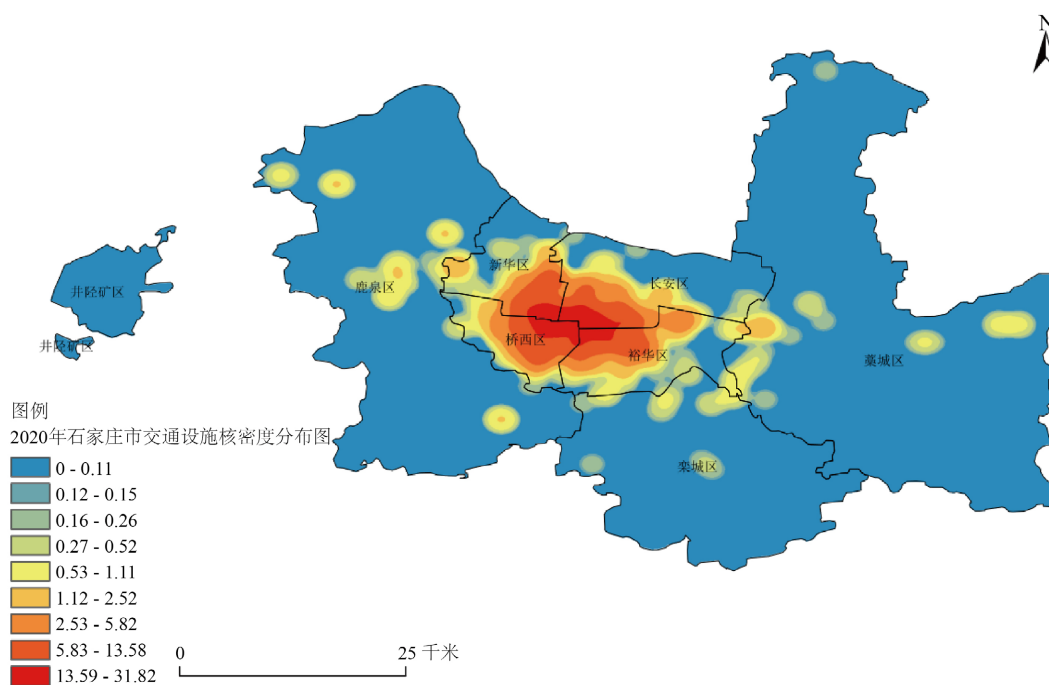 N
新华区
长安区
鹿泉区
井陉矿区
桥西区
裕华区
井陉矿区
藁城区
栾城区
图例
2020年石家庄市交通设施核密度分布图
0 - 0.11
0.12 - 0.15
0.16 - 0.26
0.27 - 0.52
0.53 - 1.11
1.12 - 2.52
2.53 - 5.82
5.83 - 13.58
13.59 - 31.82
0 25 千米